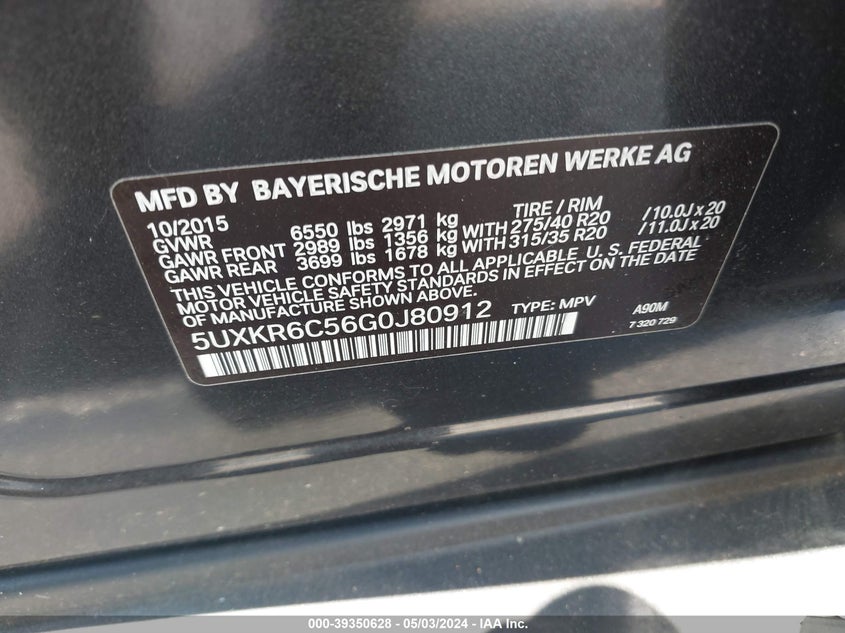 MFD BY BAYERISCHE MOTOREN WERKE AG
10/2015
GVWR 6550 lbs 2971 kg TIRE / RIM
GAWR FRONT 2989 lbs 1356 kg WITH 275/40 R20 /10.0J x 20
GAWR REAR 3699 lbs 1678 kg WITH 315/35 R20 /11.0J x 20
THIS VEHICLE CONFORMS TO ALL APPLICABLE U. S. FEDERAL
MOTOR VEHICLE SAFETY STANDARDS IN EFFECT ON THE DATE
OF MANUFACTURE SHOWN ABOVE.
5UXKR6C56G0J80912 TYPE: MPV A90M
7 320 729
000-39350628 - 05/03/2024 - IAA Inc.